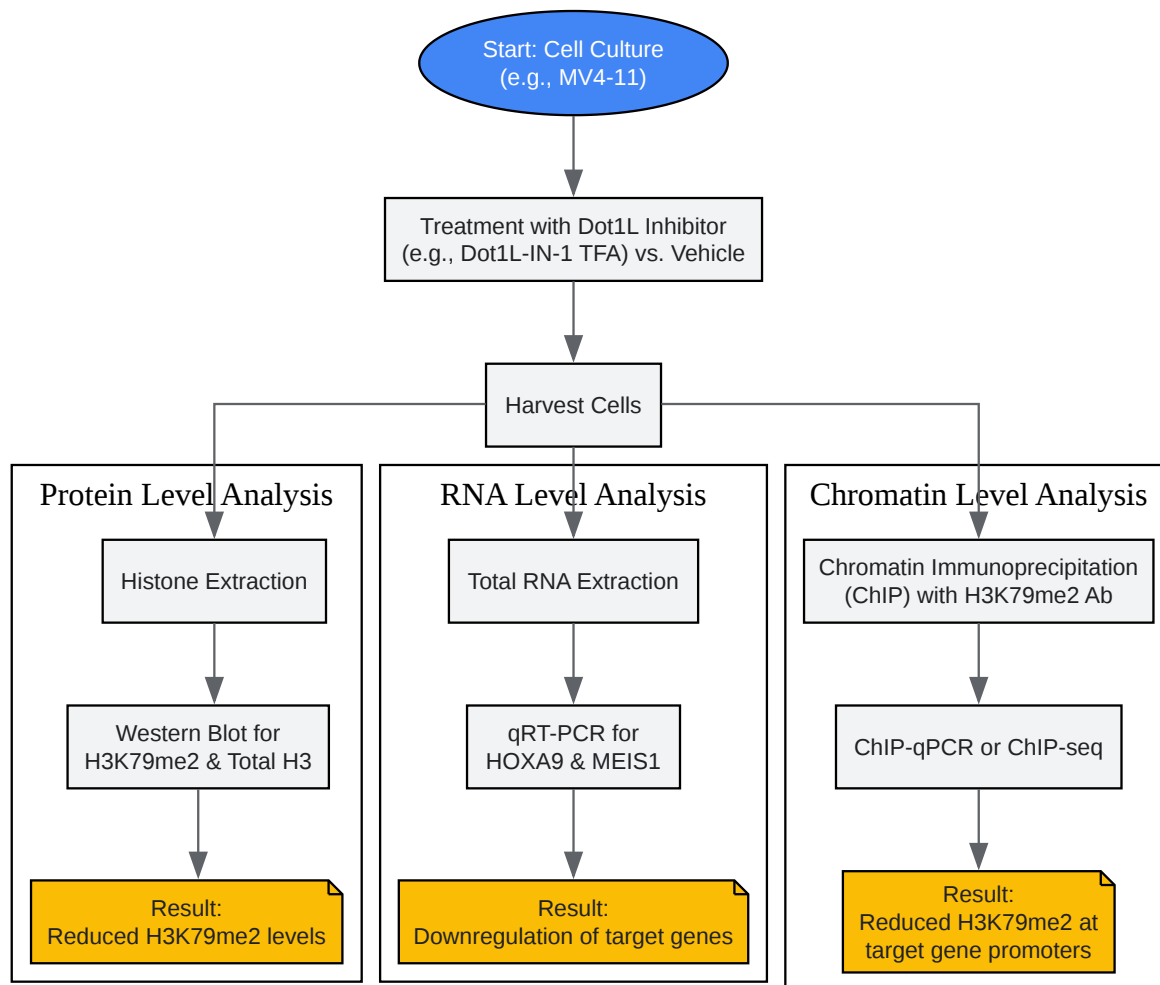 Start: Cell Culture
(e.g., MV4-11)
Treatment with Dot1L Inhibitor
(e.g., Dot1L-IN-1 TFA) vs. Vehicle
Harvest Cells
Protein Level Analysis
Histone Extraction
Western Blot for
H3K79me2 & Total H3
Result:
Reduced H3K79me2 levels
RNA Level Analysis
Total RNA Extraction
qRT-PCR for
HOXA9 & MEIS1
Result:
Downregulation of target genes
Chromatin Level Analysis
Chromatin Immunoprecipitation
(ChIP) with H3K79me2 Ab
ChIP-qPCR or ChIP-seq
Result:
Reduced H3K79me2 at
target gene promoters